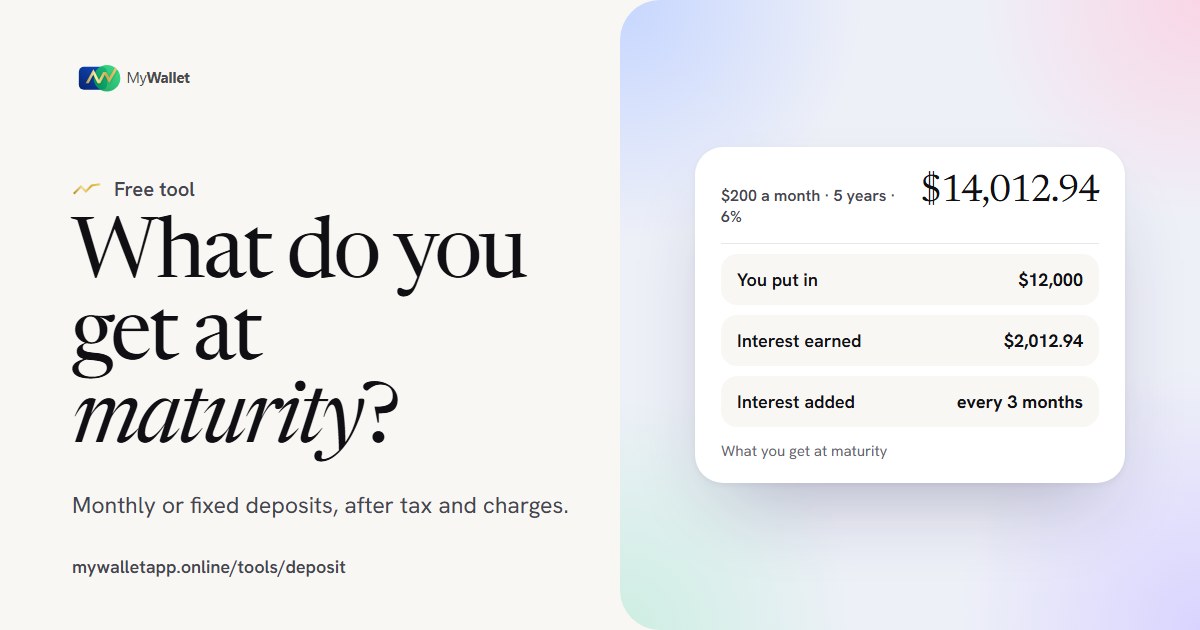 MyWallet
Free tool
What do you
get at
maturity?
Monthly or fixed deposits, after tax and charges.
mywalletapp.online/tools/deposit
$200 a month · 5 years ·
6%
$14,012.94
You put in $12,000
Interest earned $2,012.94
Interest added every 3 months
What you get at maturity